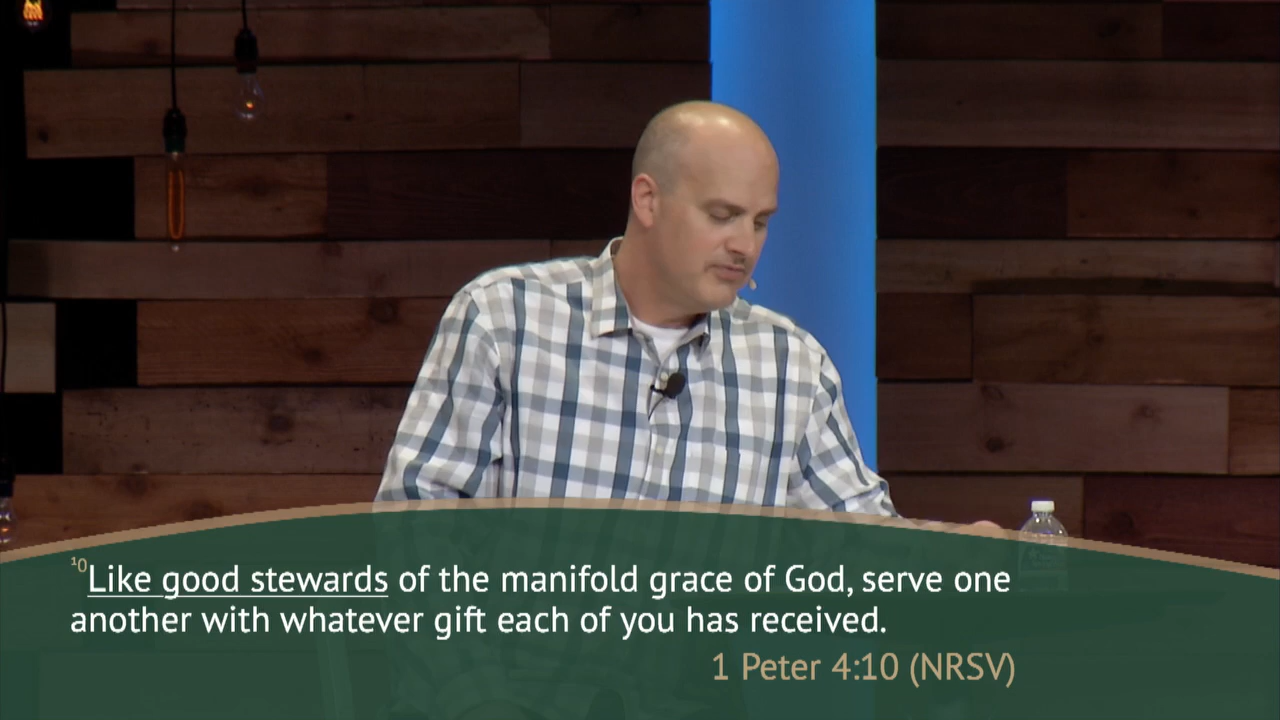 ¹⁰Like good stewards of the manifold grace of God, serve one
another with whatever gift each of you has received.
1 Peter 4:10 (NRSV)